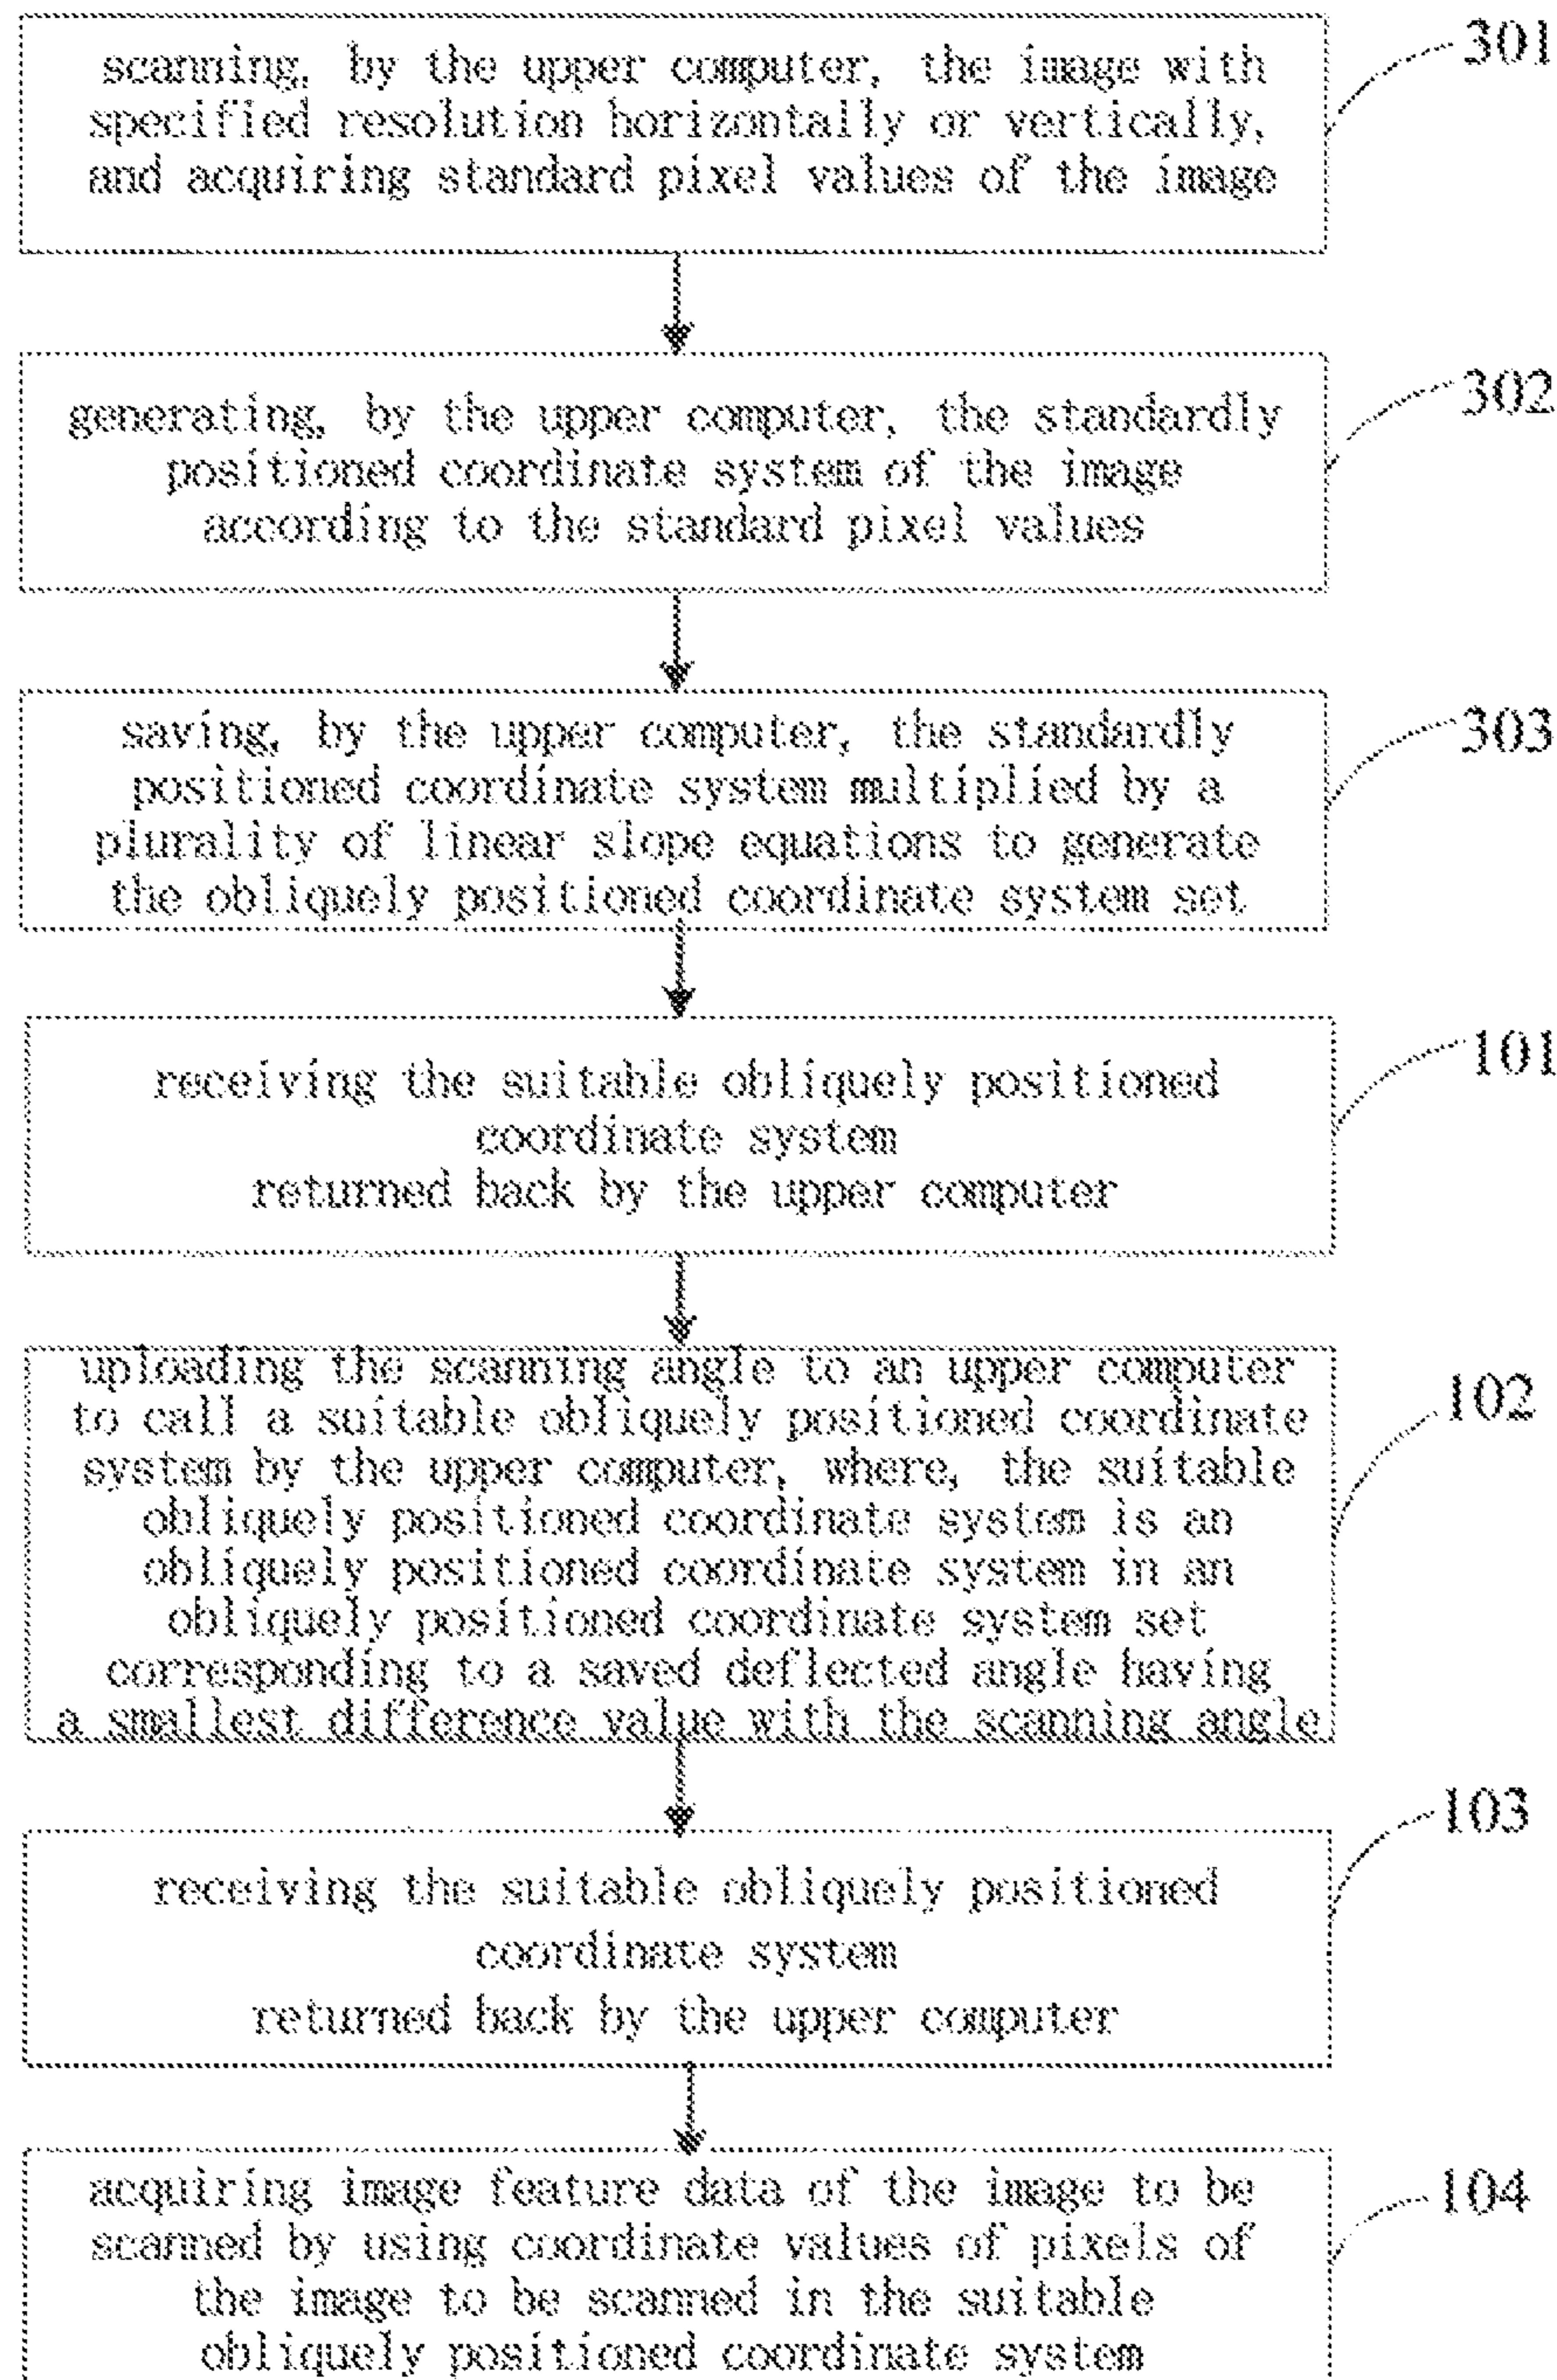 scanning, by the upper computer, the image with
specified resolution horizontally or vertically,
and acquiring standard pixel values of the image
301
generating, by the upper computer, the standardly
positioned coordinate system of the image
according to the standard pixel values
302
saving, by the upper computer, the standardly
positioned coordinate system multiplied by a
plurality of linear slope equations to generate
the obliquely positioned coordinate system set
303
receiving the suitable obliquely positioned
coordinate system
returned back by the upper computer
101
uploading the scanning angle to an upper computer
to call a suitable obliquely positioned coordinate
system by the upper computer, where, the suitable
obliquely positioned coordinate system is an
obliquely positioned coordinate system in an
obliquely positioned coordinate system set
corresponding to a saved deflected angle having
a smallest difference value with the scanning angle
102
receiving the suitable obliquely positioned
coordinate system
returned back by the upper computer
103
acquiring image feature data of the image to be
scanned by using coordinate values of pixels of
the image to be scanned in the suitable
obliquely positioned coordinate system
104